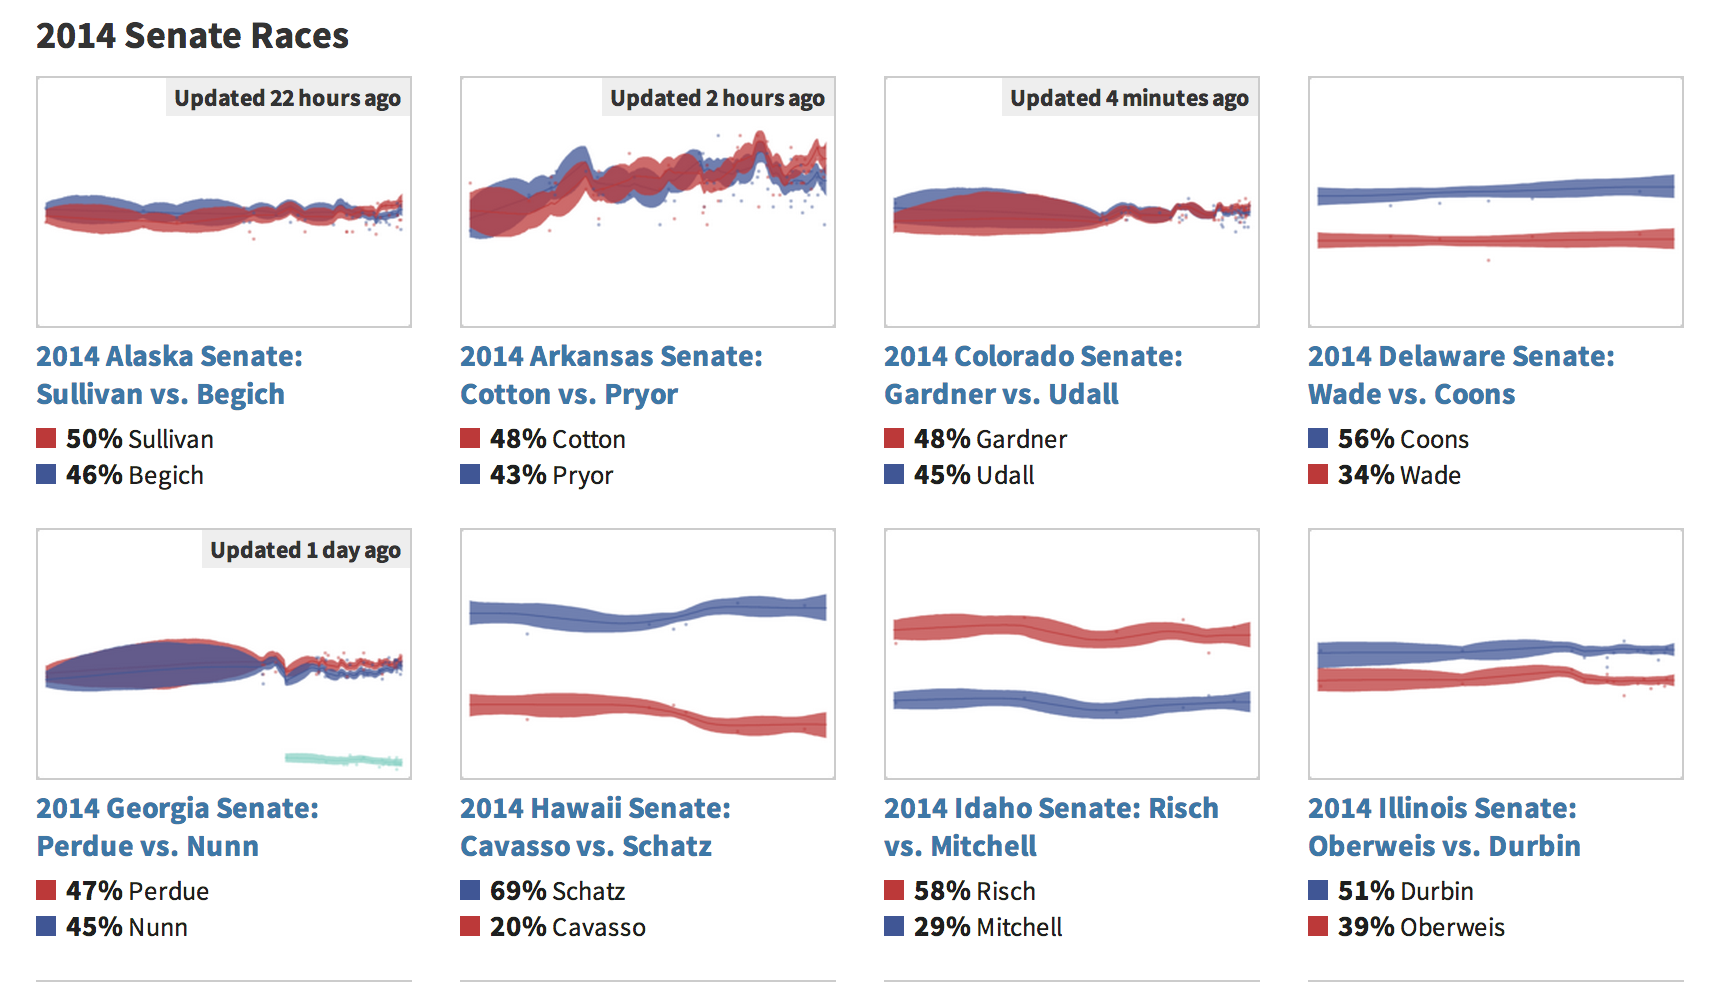 2014 Senate Races
Updated 22 hours ago
Updated 2 hours ago
Updated 4 minutes ago
2014 Alaska Senate:
Sullivan vs. Begich
50% Sullivan
46% Begich
2014 Arkansas Senate:
Cotton vs. Pryor
48% Cotton
43% Pryor
2014 Colorado Senate:
Gardner vs. Udall
48% Gardner
45% Udall
2014 Delaware Senate:
Wade vs. Coons
56% Coons
34% Wade
Updated 1 day ago
2014 Georgia Senate:
Perdue vs. Nunn
47% Perdue
45% Nunn
2014 Hawaii Senate:
Cavasso vs. Schatz
69% Schatz
20% Cavasso
2014 Idaho Senate: Risch
vs. Mitchell
58% Risch
29% Mitchell
2014 Illinois Senate:
Oberweis vs. Durbin
51% Durbin
39% Oberweis